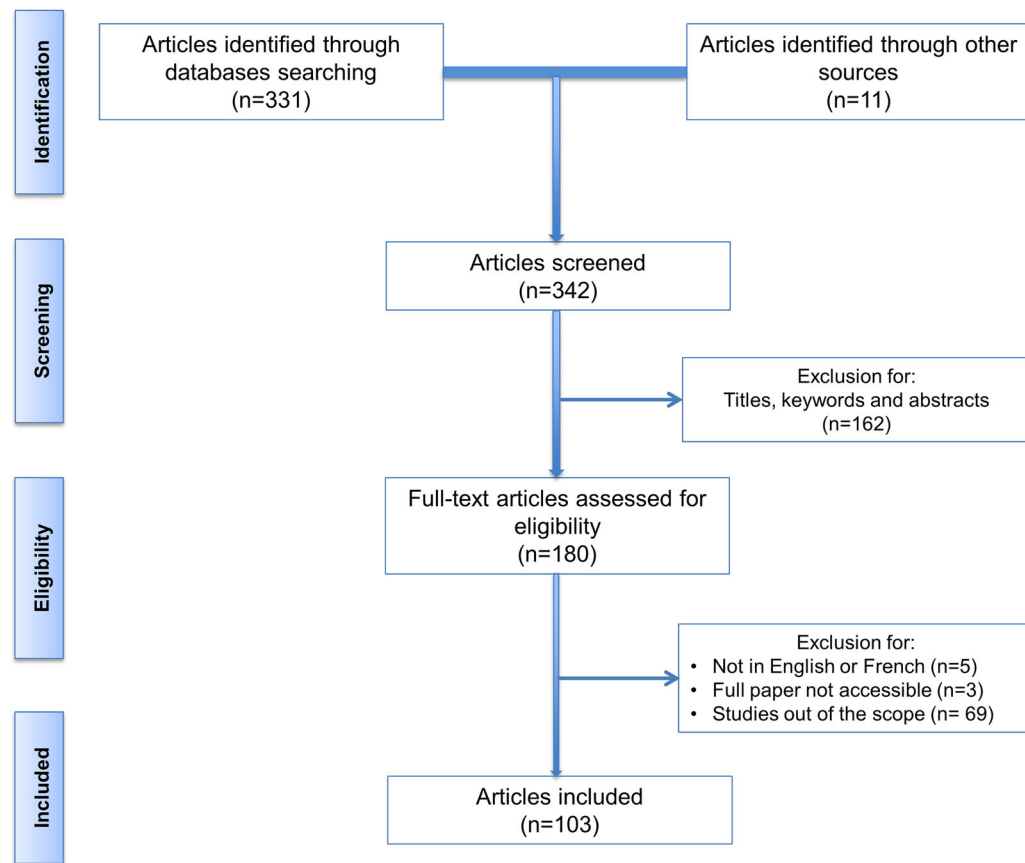 Identification
Articles identified through
databases searching
(n=331)
Articles identified through other
sources
(n=11)
Screening
Articles screened
(n=342)
Exclusion for:
Titles, keywords and abstracts
(n=162)
Eligibility
Full-text articles assessed for
eligibility
(n=180)
Exclusion for:
• Not in English or French (n=5)
• Full paper not accessible (n=3)
• Studies out of the scope (n= 69)
Included
Articles included
(n=103)